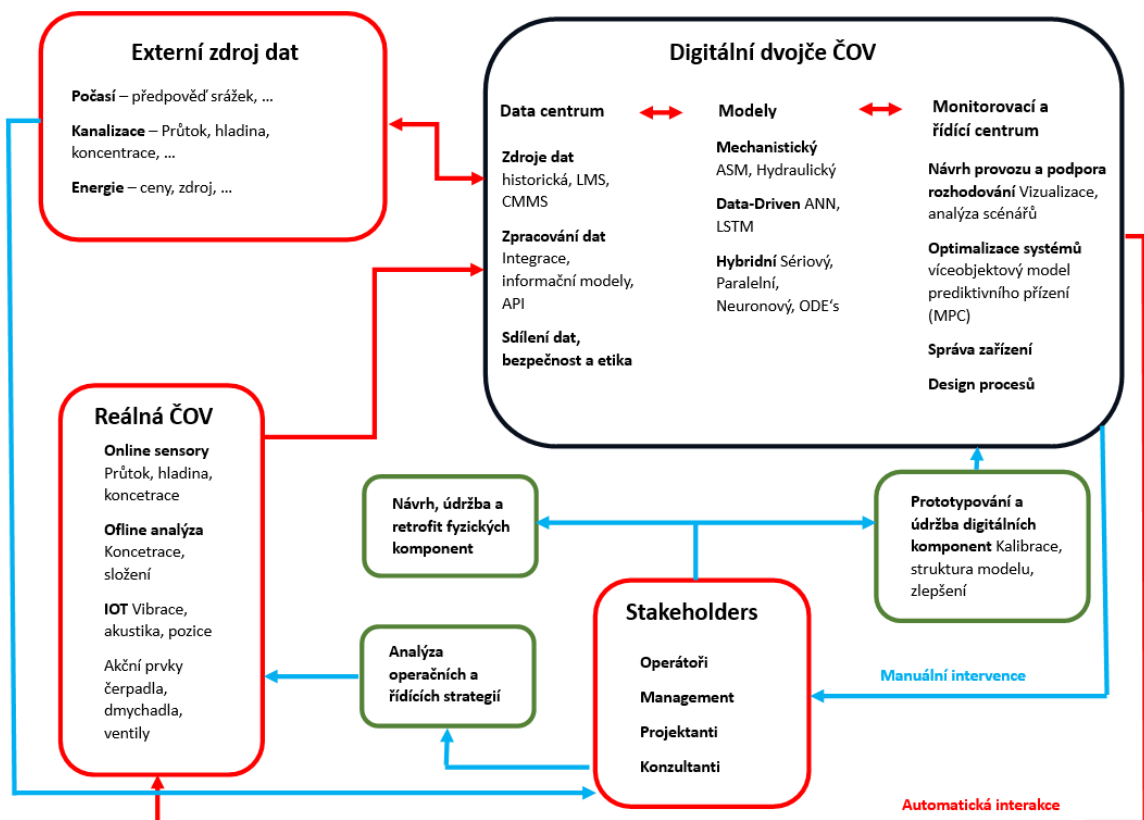 Externí zdroj dat
Počasí – předpověď srážek, ...
Kanalizace – Průtok, hladina,
koncentrace, ...
Energie – ceny, zdroj, ...
Digitální dvojče ČOV
Data centrum
Zdroje dat
historická, LMS,
CMMS
Zpracování dat
Integrace,
informační modely,
API
Sdílení dat,
bezpečnost a etika
Modely
Mechanistický
ASM, Hydraulický
Data-Driven ANN,
LSTM
Hybridní Sériový,
Paralelní,
Neuronový, ODE‘s
Monitorovací a
řídící centrum
Návrh provozu a podpora
rozhodování Vizualizace,
analýza scénářů
Optimalizace systémů
víceobjektový model
prediktivního přízení
(MPC)
Správa zařízení
Design procesů
Reálná ČOV
Online sensory
Průtok, hladina,
koncetrace
Ofline analýza
Koncetrace,
složení
IOT Vibrace,
akustika, pozice
Akční prvky
čerpadla,
dmychadla,
ventily
Návrh, údržba a
retrofit fyzických
komponent
Analýza
operačních a
řídících strategií
Stakeholders
Operátoři
Management
Projektanti
Konzultanti
Prototypování a
údržba digitálních
komponent Kalibrace,
struktura modelu,
zlepšení
Manuální intervence
Automatická interakce